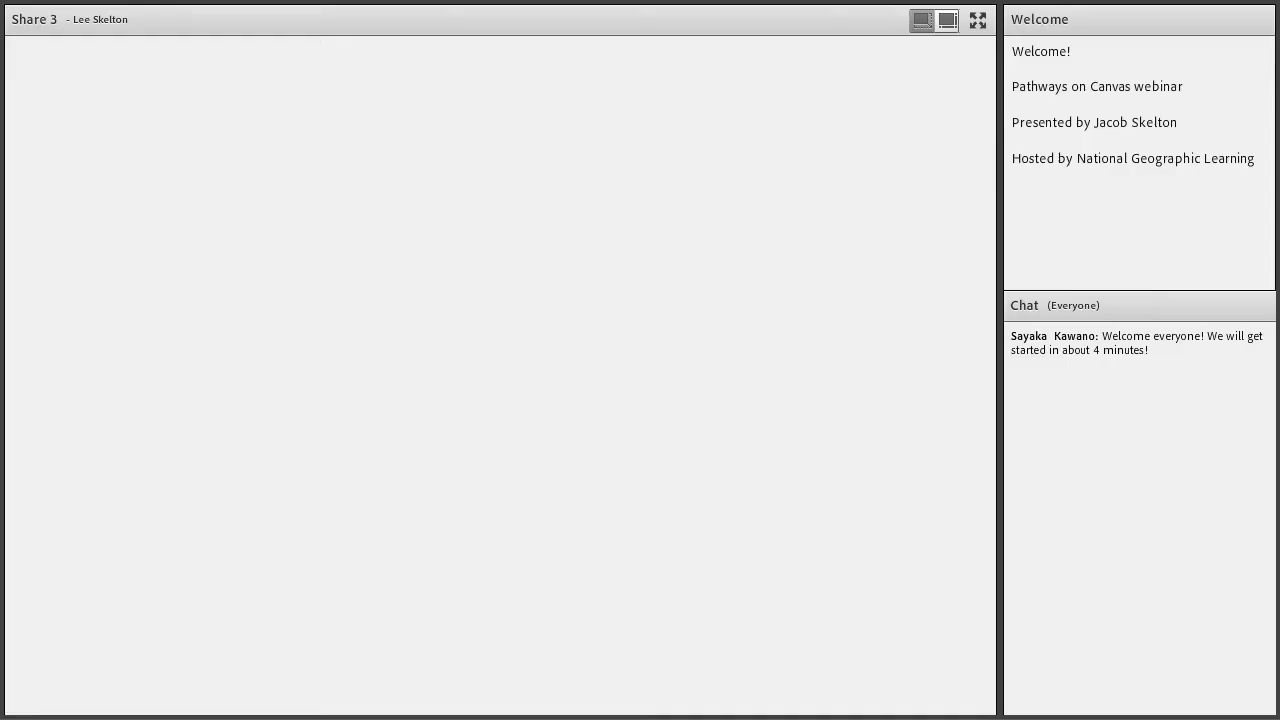 Share 3 - Lee Skelton
Welcome
Welcome!
Pathways on Canvas webinar
Presented by Jacob Skelton
Hosted by National Geographic Learning
Chat (Everyone)
Sayaka Kawano: Welcome everyone! We will get
started in about 4 minutes!